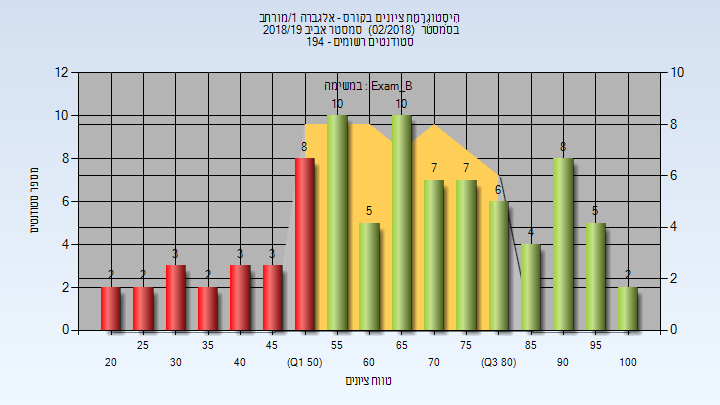 היסטוגרמת ציונים בקורס - אלגברה 1/מורחב
בסמסטר (02/2018) סמסטר אביב 2018/19
סטודנטים רשומים - 194
במשימה : Exam_B
מספר סטודנטים
12
10
8
6
4
2
0
10
8
6
4
2
0
2 2 3 2 3 3 8 10 5 10 7 7 6 4 8 5 2
25 35 45 55 65 75 85 95
20 30 40 (Q1 50) 60 70 (Q3 80) 90 100
טווח ציונים